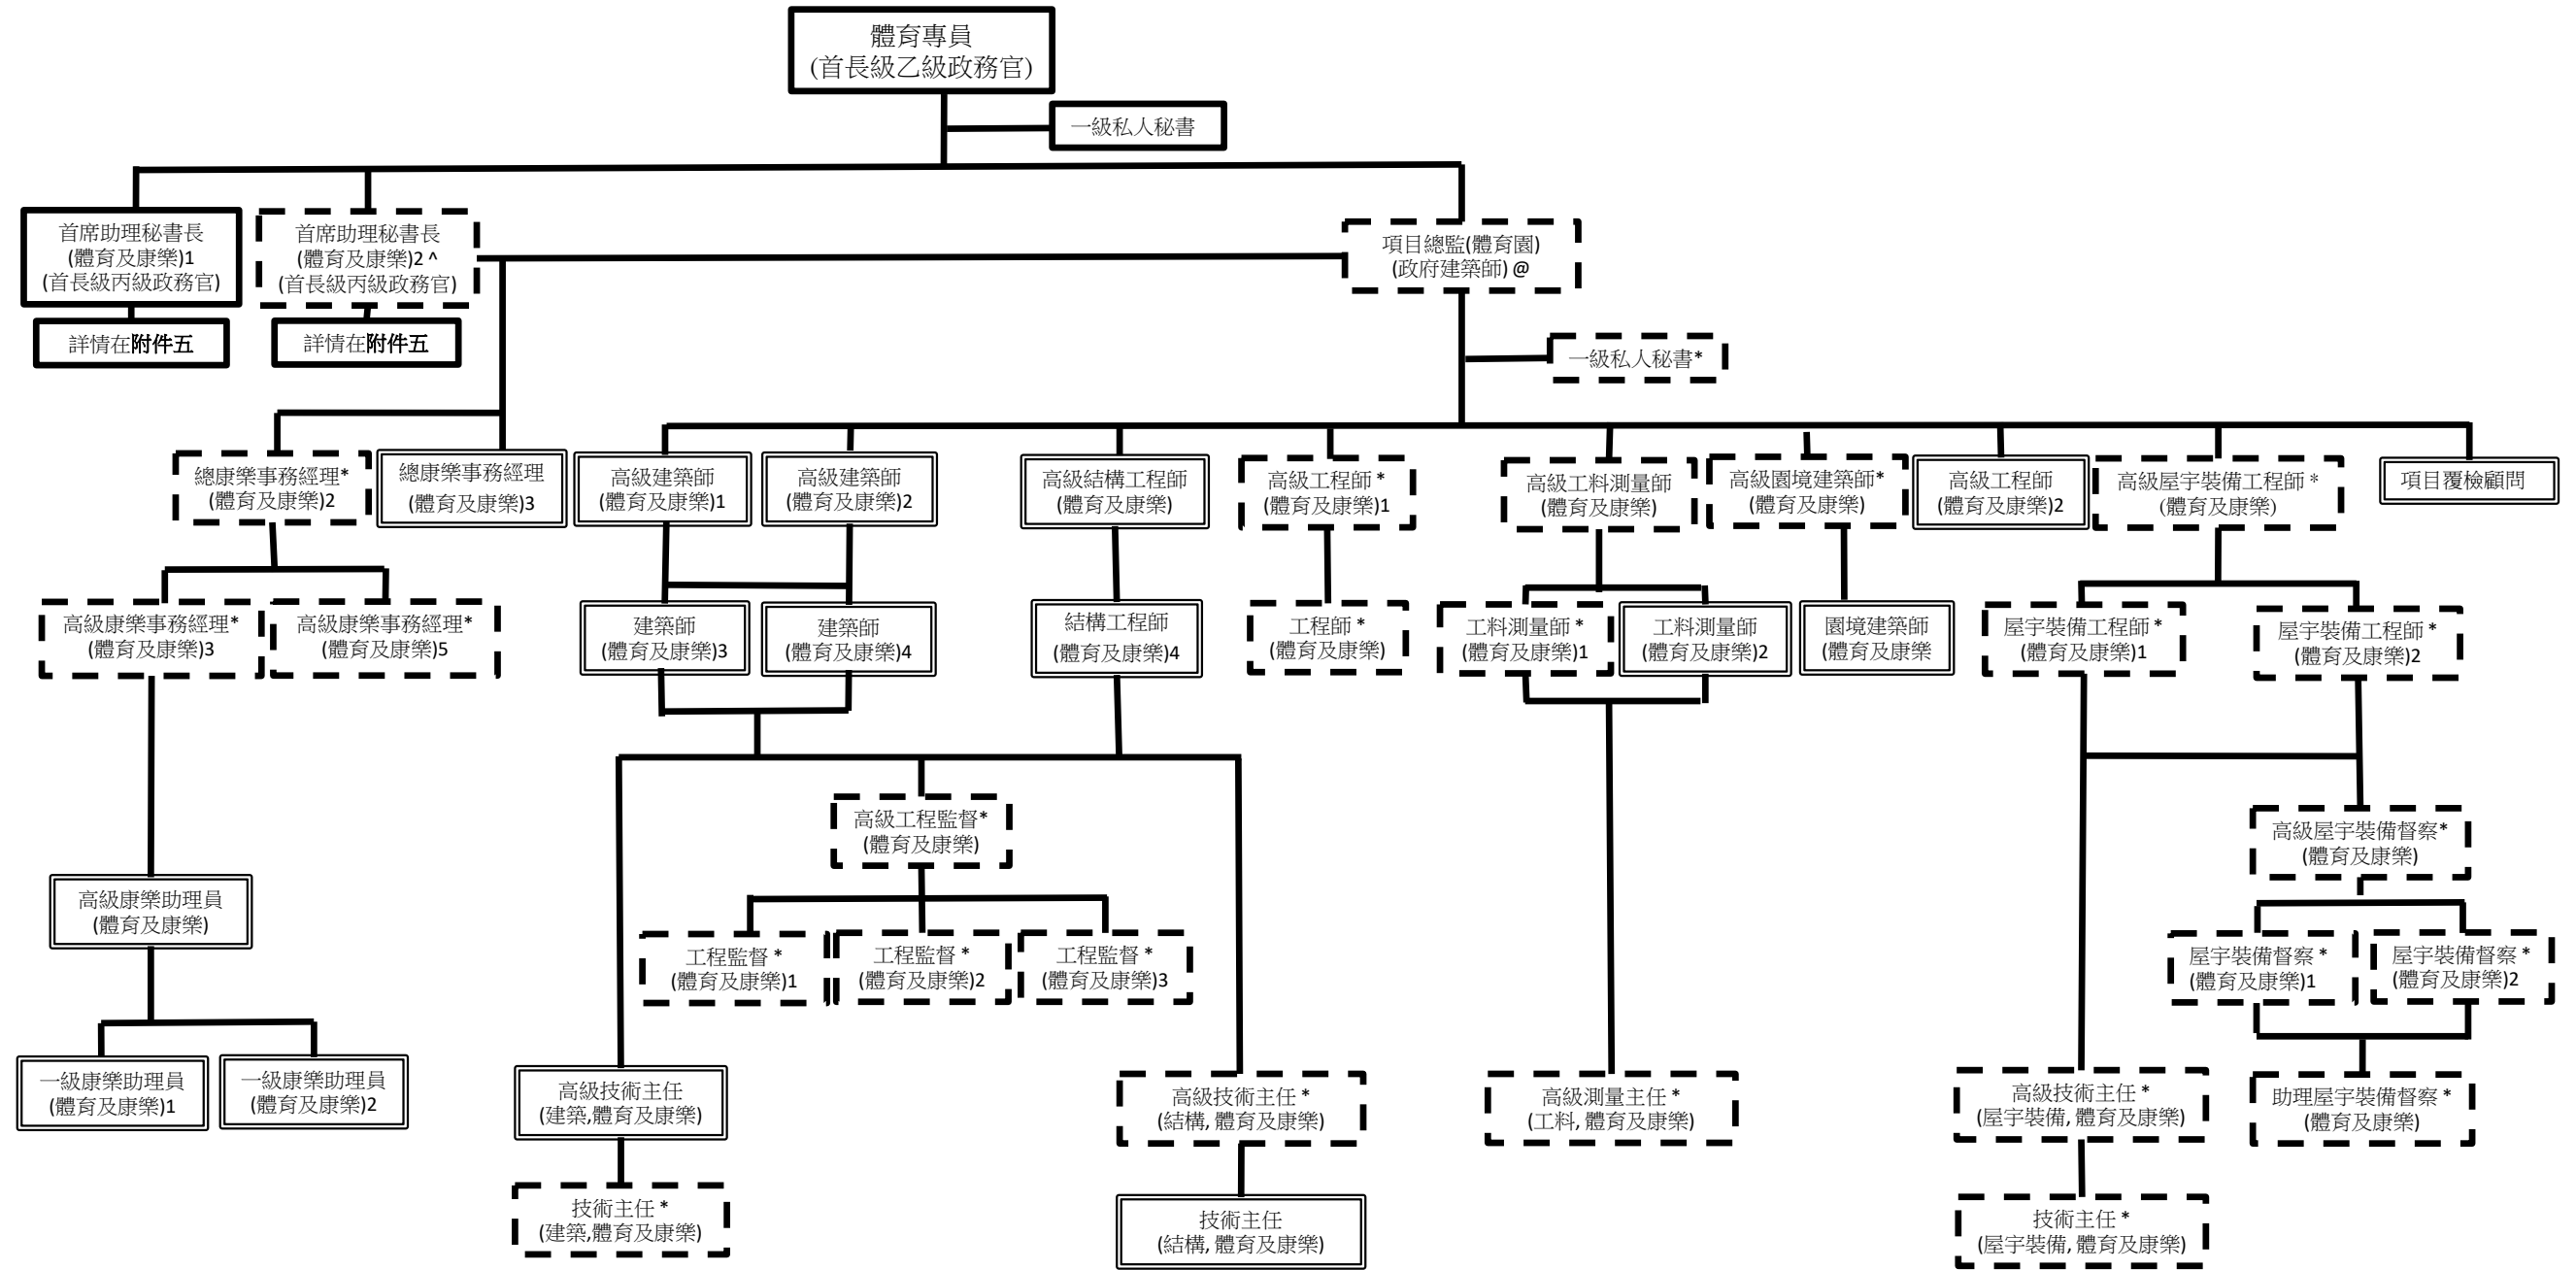 體育專員
(首長級乙級政務官)
一級私人秘書
首席助理秘書長
(體育及康樂)1
(首長級丙級政務官)
首席助理秘書長
(體育及康樂)2 ^
(首長級丙級政務官)
項目總監(體育園)
(政府建築師) @
詳情在附件五
詳情在附件五
一級私人秘書*
總康樂事務經理*
(體育及康樂)2
總康樂事務經理
(體育及康樂)3
高級建築師
(體育及康樂)1
高級建築師
(體育及康樂)2
高級結構工程師
(體育及康樂)
高級工程師 *
(體育及康樂)1
高級工料測量師
(體育及康樂)
高級園境建築師*
(體育及康樂)
高級工程師
(體育及康樂)2
高級屋宇裝備工程師 *
(體育及康樂)
項目覆檢顧問
高級康樂事務經理*
(體育及康樂)3
高級康樂事務經理*
(體育及康樂)5
建築師
(體育及康樂)3
建築師
(體育及康樂)4
結構工程師
(體育及康樂)4
工程師 *
(體育及康樂)
工料測量師 *
(體育及康樂)1
工料測量師
(體育及康樂)2
園境建築師
(體育及康樂
屋宇裝備工程師 *
(體育及康樂)1
屋宇裝備工程師 *
(體育及康樂)2
高級工程監督*
(體育及康樂)
高級屋宇裝備督察*
(體育及康樂)
高級康樂助理員
(體育及康樂)
工程監督 *
(體育及康樂)1
工程監督 *
(體育及康樂)2
工程監督 *
(體育及康樂)3
屋宇裝備督察 *
(體育及康樂)1
屋宇裝備督察 *
(體育及康樂)2
一級康樂助理員
(體育及康樂)1
一級康樂助理員
(體育及康樂)2
高級技術主任
(建築,體育及康樂)
高級技術主任 *
(結構, 體育及康樂)
高級測量主任 *
(工料, 體育及康樂)
高級技術主任 *
(屋宇裝備, 體育及康樂)
助理屋宇裝備督察 *
(體育及康樂)
技術主任 *
(建築,體育及康樂)
技術主任
(結構, 體育及康樂)
技術主任 *
(屋宇裝備, 體育及康樂)